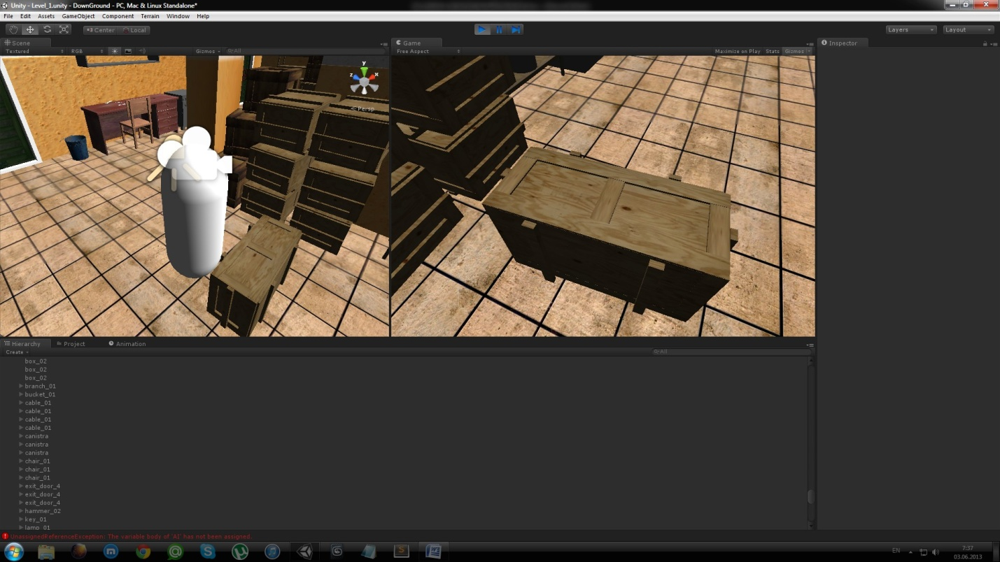 Unity - Level_1.unity - DownGround - PC, Mac & Linux Standalone*
File Edit Assets GameObject Component Terrain Window Help
Center Local
Layers Layout
Scene
Game
Inspector
Textured RGB Gizmos All
Free Aspect Maximize on Play Stats Gizmos
y
z x
Persp
Hierarchy Project Animation
Create All
box_02
box_02
box_02
branch_01
bucket_01
cable_01
cable_01
cable_01
cable_01
canistra
canistra
canistra
chair_01
chair_01
chair_01
exit_door_4
exit_door_4
exit_door_4
hammer_02
key_01
lamp_01
UnassignedReferenceException: The variable body of 'AI' has not been assigned.
EN
7:37
03.06.2013